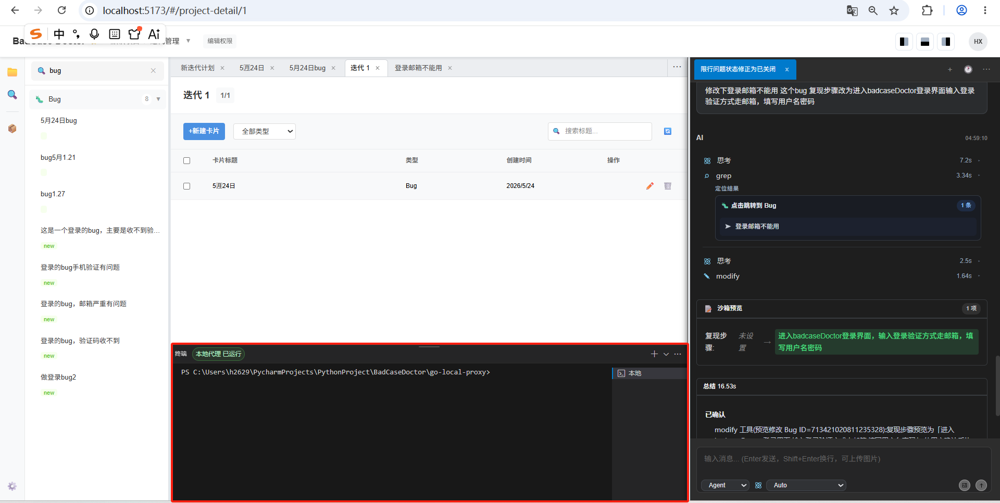 localhost:5173/#/project-detail/1
中
管理
编辑权限
HX
bug
Bug
8
5月24日bug
bug5月1.21
bug1.27
这是一个登录的bug，主要是收不到验...
new
登录的bug手机验证有问题
new
登录的bug，邮箱严重有问题
new
登录的bug，验证码收不到
new
做登录bug2
new
新迭代计划 ×
5月24日 ×
5月24日bug ×
迭代 1 ×
登录邮箱不能用 ×
迭代 1
1/1
+新建卡片
全部类型
搜索标题...
卡片标题
类型
创建时间
操作
5月24日
Bug
2026/5/24
终端
本地代理 已运行
PS C:\Users\h2629\PycharmProjects\PythonProject\BadCaseDoctor\go-local-proxy>
本地
限行问题状态修正为已关闭 ×
修改下登录邮箱不能用 这个bug 复现步骤改为进入badcaseDoctor登录界面输入登录
验证方式走邮箱，填写用户名密码
AI
04:59:10
思考
7.2s
grep
3.34s
定位结果
点击跳转到 Bug
1 条
登录邮箱不能用
思考
2.5s
modify
1.64s
沙箱预览
1 项
复现步
骤:
未设
置
→
进入badcaseDoctor登录界面，输入登录验证方式走邮箱，填
写用户名密码
总结 16.53s
已确认
modify 工具(预览修改 Bug ID=713421020811235328):复现步骤预览为「进入
输入消息... (Enter发送，Shift+Enter换行，可上传图片)
Agent
Auto